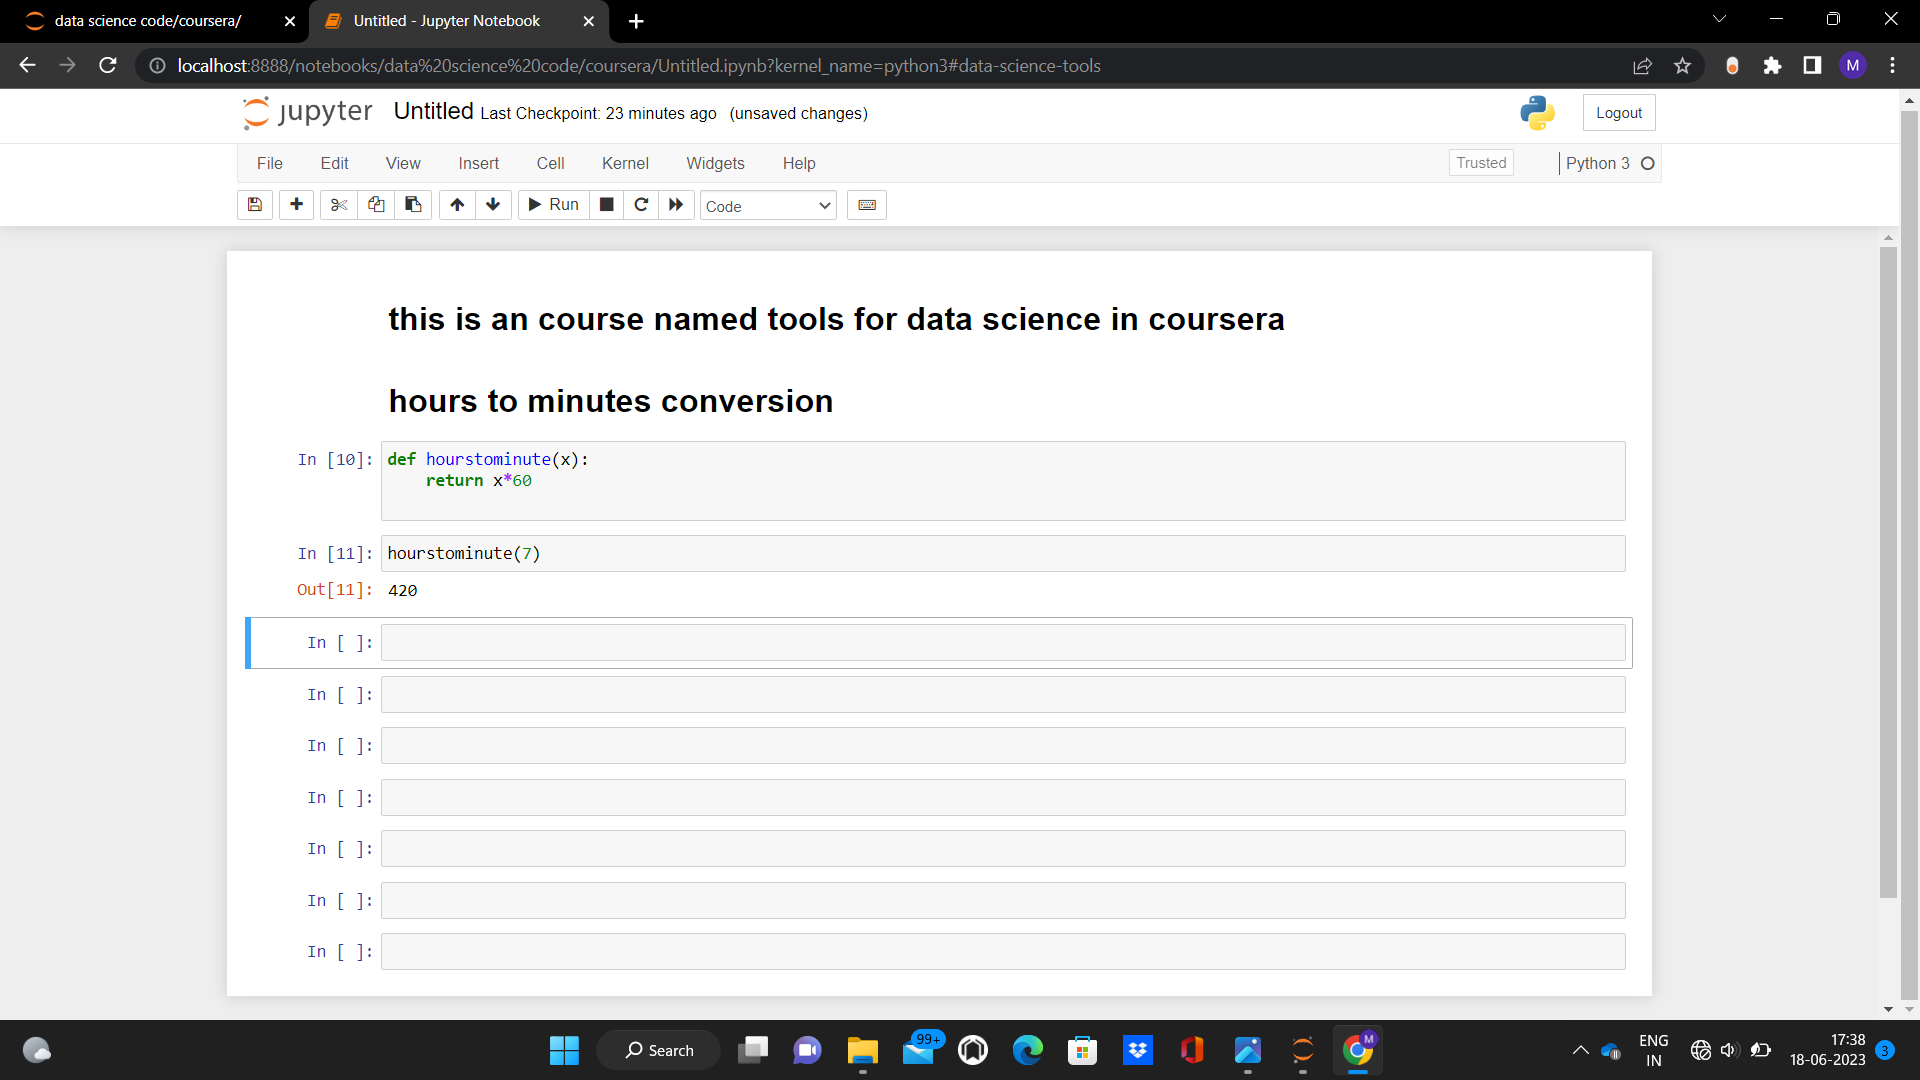 data science code/coursera/
Untitled - Jupyter Notebook
localhost:8888/notebooks/data%20science%20code/coursera/Untitled.ipynb?kernel_name=python3#data-science-tools
M
jupyter Untitled Last Checkpoint: 23 minutes ago (unsaved changes)
Logout
File Edit View Insert Cell Kernel Widgets Help
Trusted
Python 3
Run
Code
this is an course named tools for data science in coursera
hours to minutes conversion
In [10]: def hourstominute(x):
return x*60
In [11]: hourstominute(7)
Out[11]: 420
In [ ]:
In [ ]:
In [ ]:
In [ ]:
In [ ]:
In [ ]:
In [ ]:
Search
99+
M
ENG
IN
17:38
18-06-2023
3